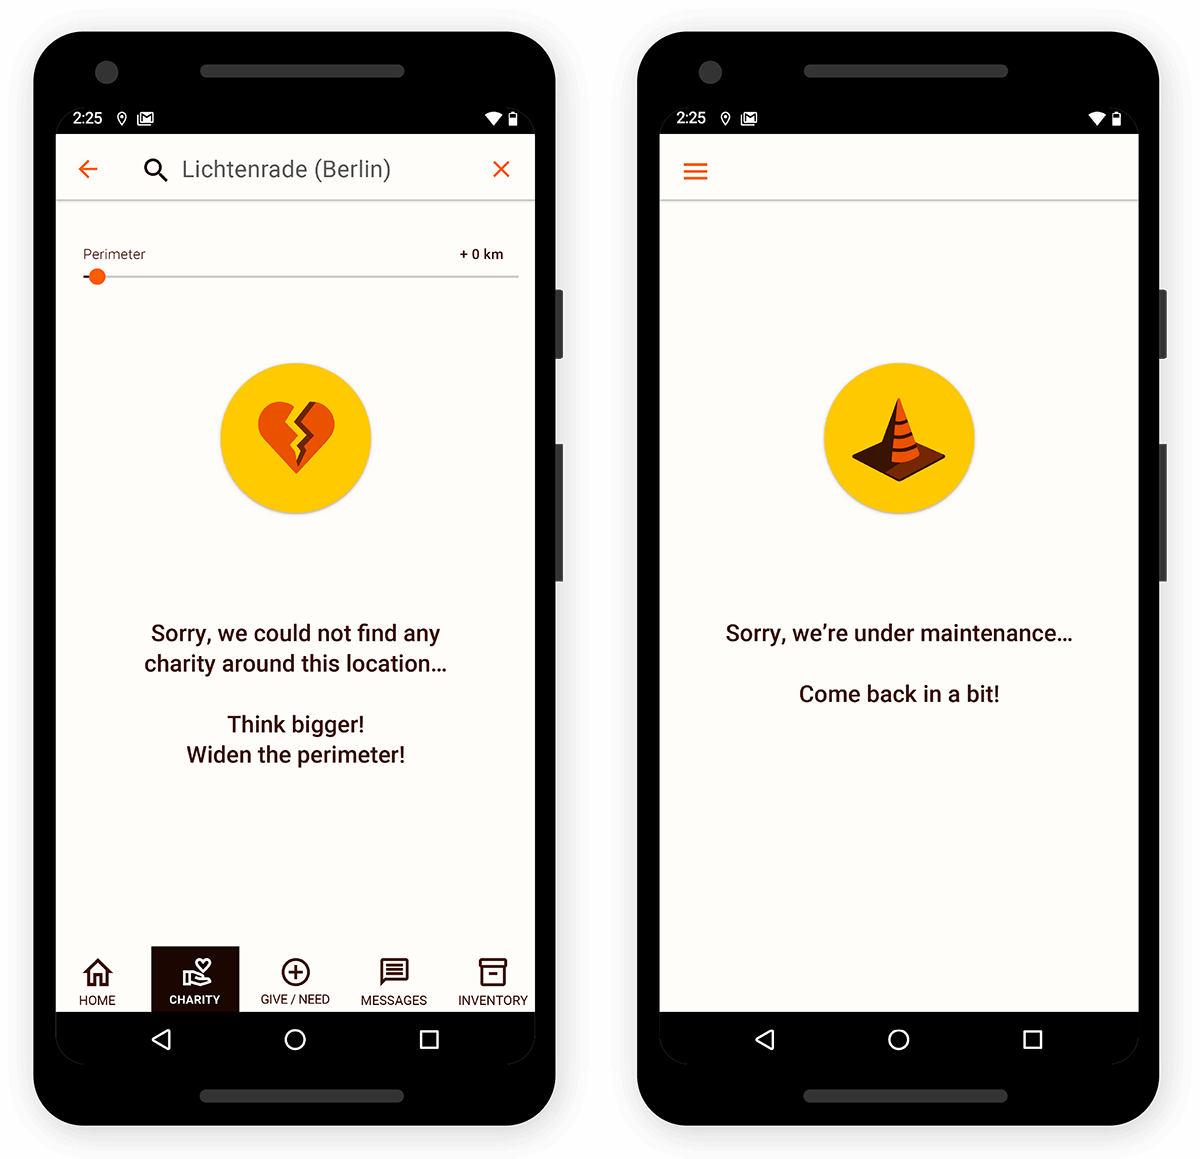 2:25
Lichtenrade (Berlin)
Perimeter
+ 0 km
Sorry, we could not find any
charity around this location...
Think bigger!
Widen the perimeter!
HOME
CHARITY
GIVE / NEED
MESSAGES
INVENTORY
2:25
Sorry, we’re under maintenance...
Come back in a bit!